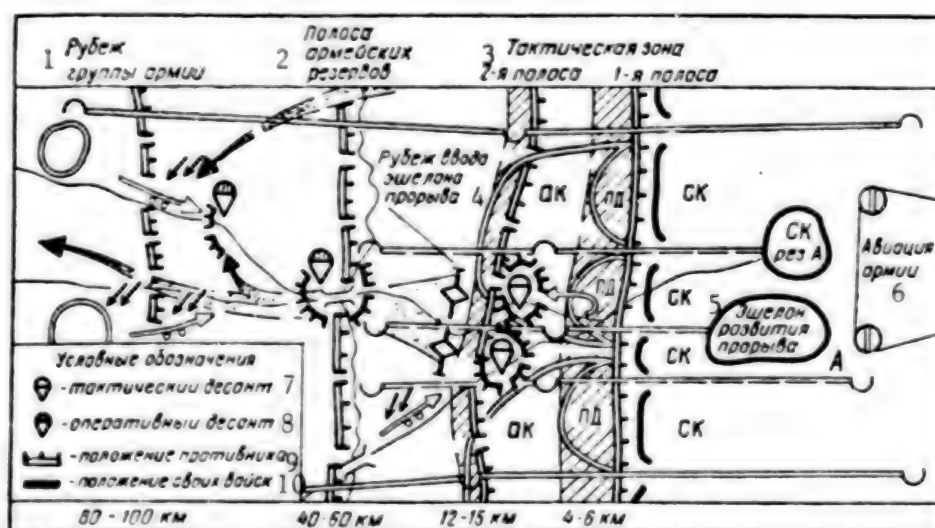 1 Рубеж
группы армий
2 Полоса
армейских
резервов
3 Тактическая зона
2-я полоса 1-я полоса
Рубеж ввода
эшелона
прорыва
4
ак
пд
ск
ск
рез А
Авиация
армии
6
пд
ск
5
Эшелон
развития
прорыва
ск
А
ак
пд
ск
Условные обозначения
- тактический десант 7
- оперативный десант 8
- положение противника 9
- положение своих войск 10
80-100 км 40-60 км 12-15 км 4-6 км